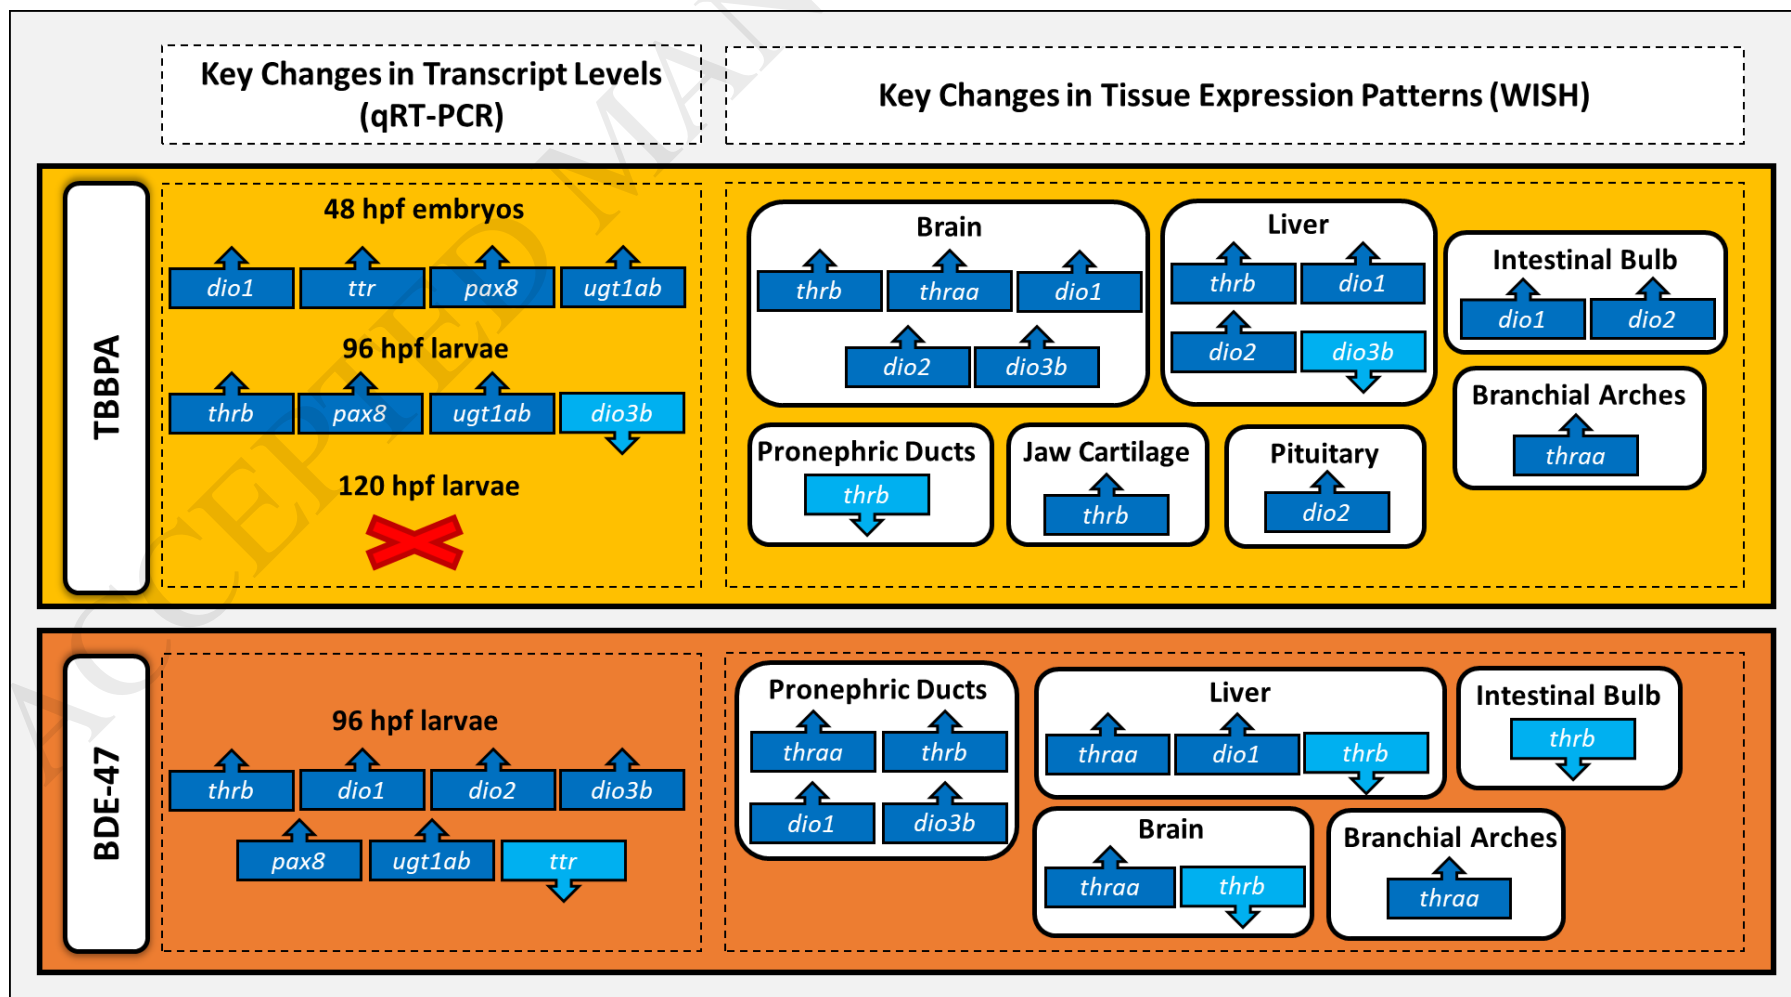 Key Changes in Transcript Levels
(qRT-PCR)
Key Changes in Tissue Expression Patterns (WISH)
TBBPA
48 hpf embryos
dio1 ttr pax8 ugt1ab
96 hpf larvae
thrb pax8 ugt1ab dio3b
120 hpf larvae
Brain
thrb thraa dio1
dio2 dio3b
Liver
thrb dio1
dio2 dio3b
Intestinal Bulb
dio1 dio2
Branchial Arches
thraa
Pronephric Ducts
thrb
Jaw Cartilage
thrb
Pituitary
dio2
BDE-47
96 hpf larvae
thrb dio1 dio2 dio3b
pax8 ugt1ab ttr
Pronephric Ducts
thraa thrb
dio1 dio3b
Liver
thraa dio1 thrb
Intestinal Bulb
thrb
Brain
thraa thrb
Branchial Arches
thraa
ACCEPTED MAN